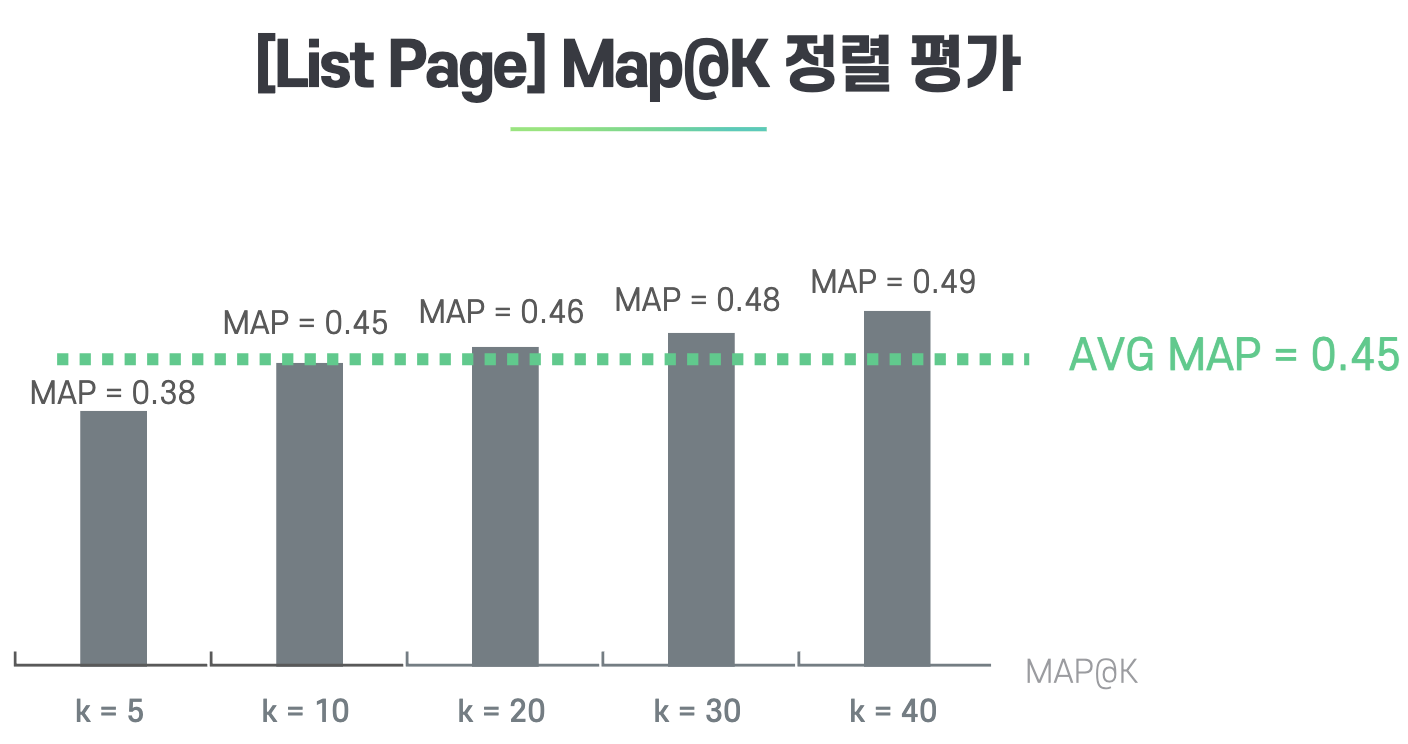 [List Page] Map@K 정렬 평가
MAP = 0.38
MAP = 0.45
MAP = 0.46
MAP = 0.48
MAP = 0.49
AVG MAP = 0.45
k = 5
k = 10
k = 20
k = 30
k = 40
MAP@K